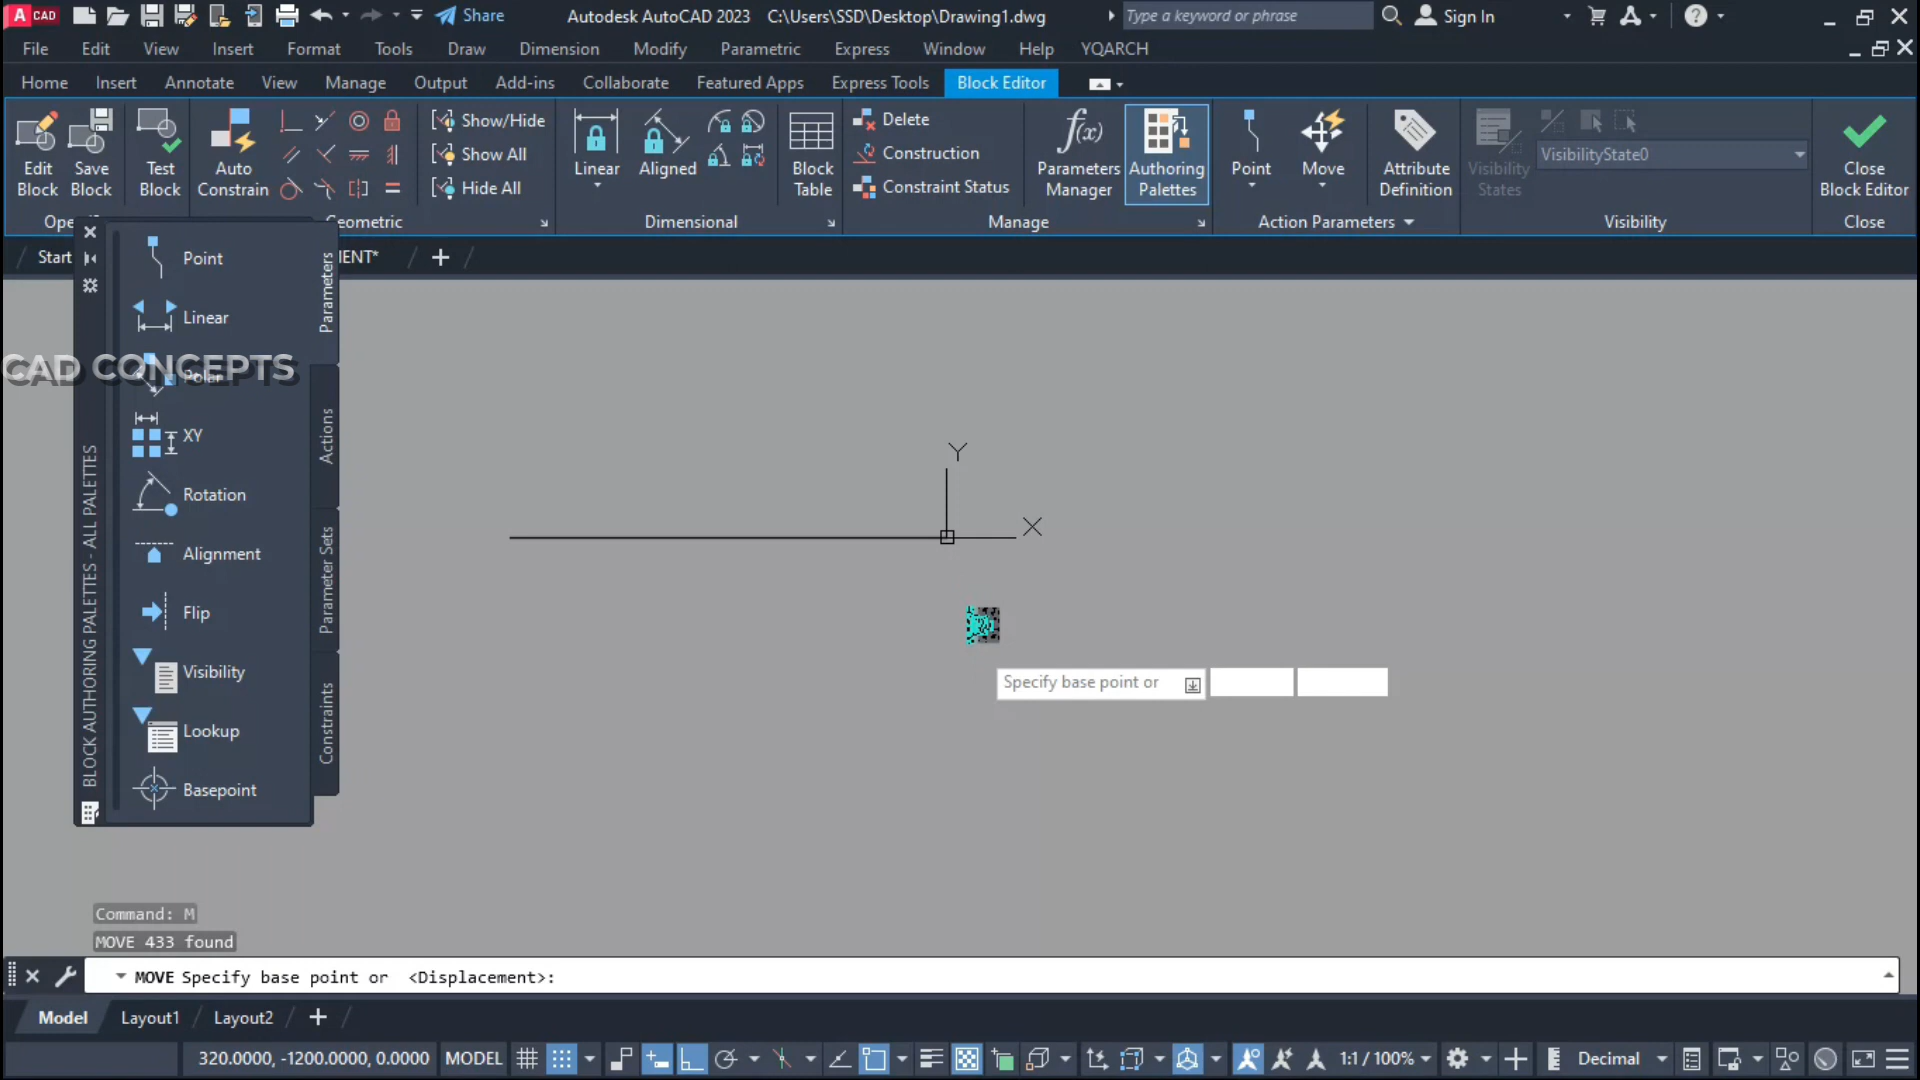 A CAD Share Autodesk AutoCAD 2023 C:\Users\SSD\Desktop\Drawing1.dwg Type a keyword or phrase Sign In
File Edit View Insert Format Tools Draw Dimension Modify Parametric Express Window Help YQARCH
Home Insert Annotate View Manage Output Add-ins Collaborate Featured Apps Express Tools Block Editor
Edit Block
Save Block
Test Block
Auto Constrain
Show/Hide
Show All
Hide All
Linear
Aligned
Block Table
Delete
Construction
Constraint Status
Parameters Manager
Authoring Palettes
Point
Move
Attribute Definition
Visibility States
VisibilityState0
Close Block Editor
Ope
eometric
Dimensional
Manage
Action Parameters
Visibility
Close
Start
IENT*
Point
Linear
Polar
XY
Rotation
Alignment
Flip
Visibility
Lookup
Basepoint
Parameters
Actions
Parameter Sets
Constraints
BLOCK AUTHORING PALETTES - ALL PALETTES
CAD CONCEPTS
Y
X
Specify base point or
Command: M
MOVE 433 found
MOVE Specify base point or <Displacement>:
Model Layout1 Layout2
320.0000, -1200.0000, 0.0000 MODEL 1:1 / 100% Decimal